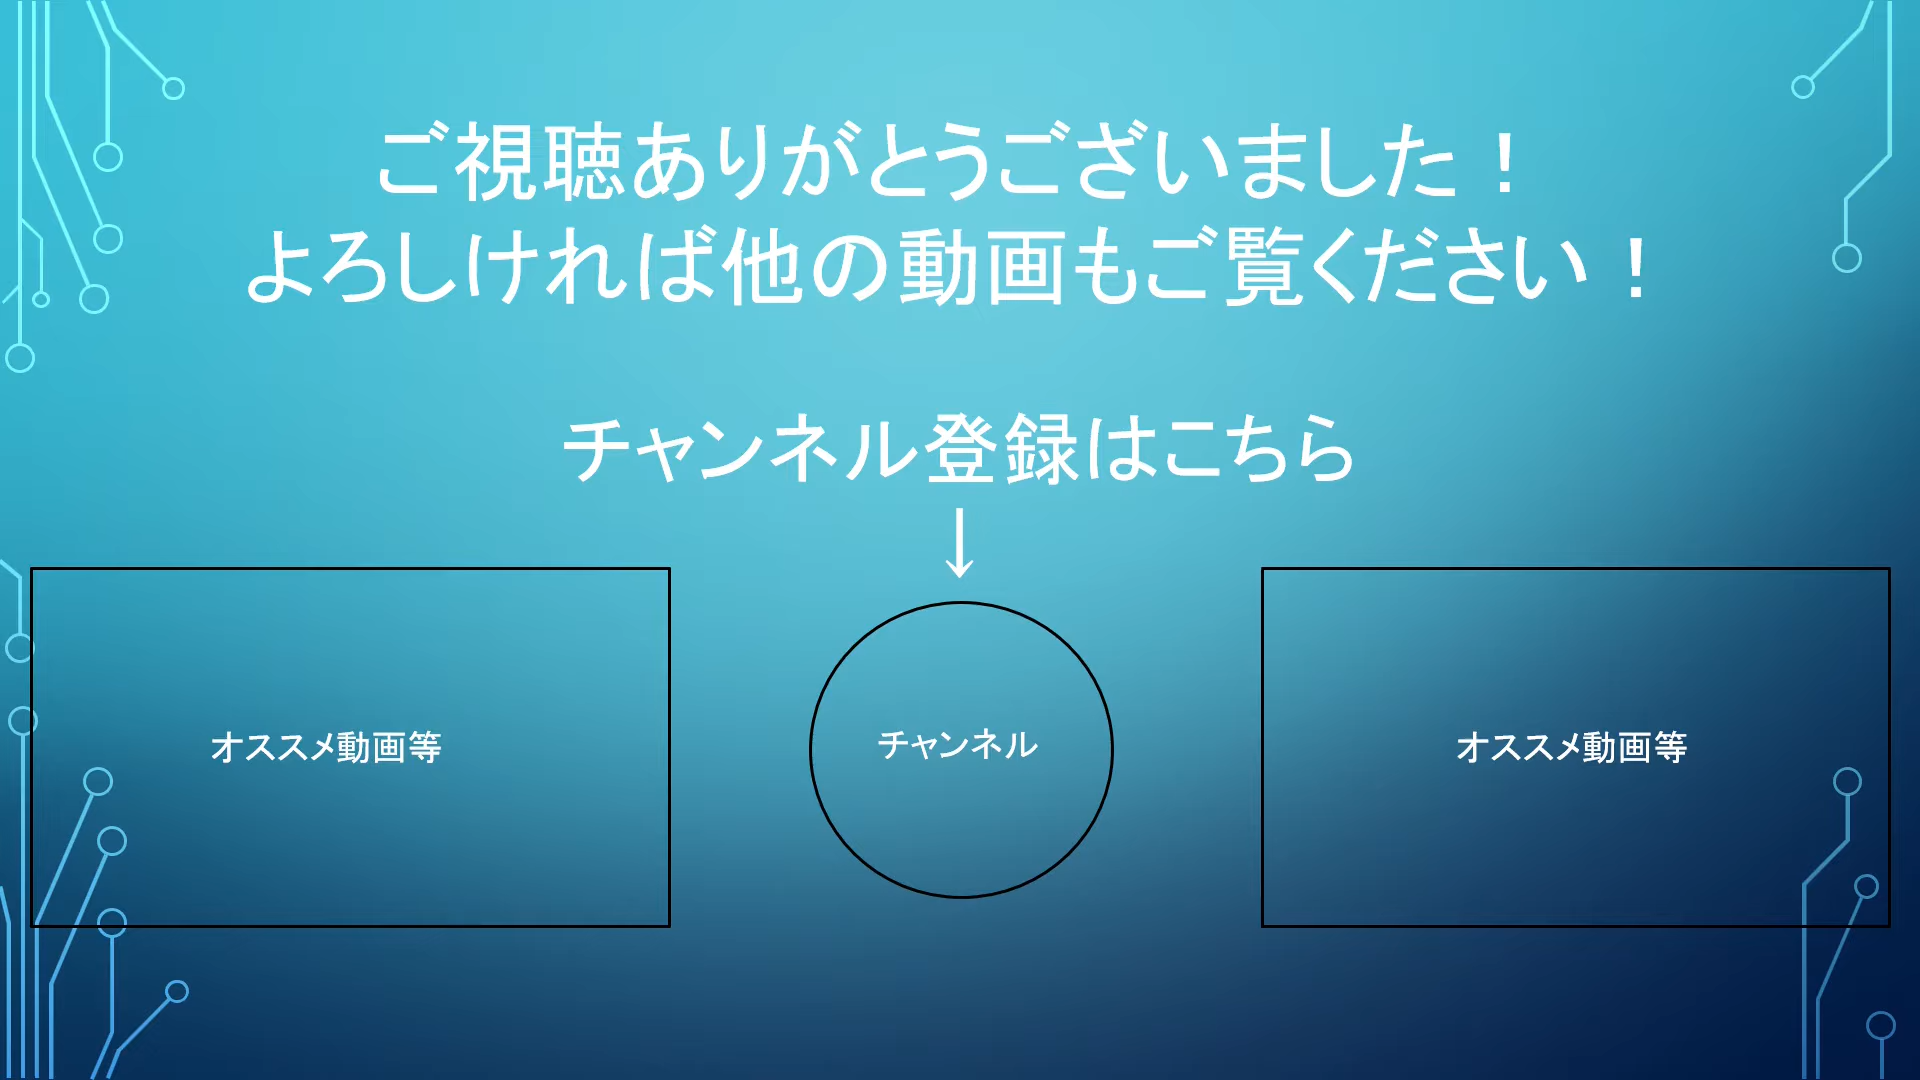 ご視聴ありがとうございました！
よろしければ他の動画もご覧ください！
チャンネル登録はこちら
↓
オススメ動画等
チャンネル
オススメ動画等